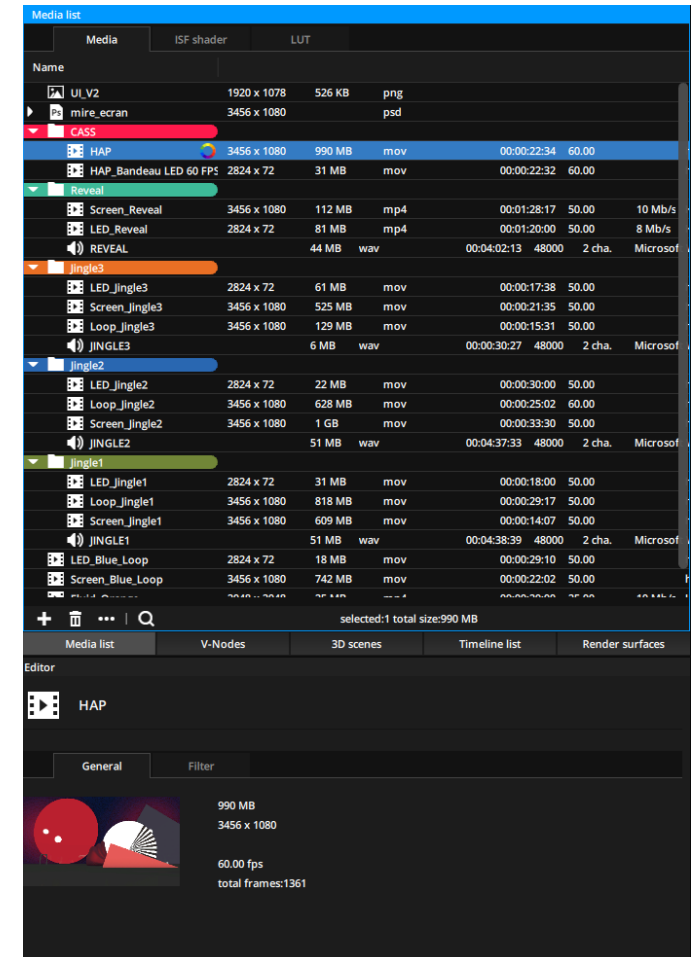 Media list
Media ISF shader LUT
Name
UI_V2 1920 x 1078 526 KB png
Ps mire_ecran 3456 x 1080 psd
CASS
HAP 3456 x 1080 990 MB mov 00:00:22:34 60.00
HAP_Bandeau LED 60 FPS 2824 x 72 31 MB mov 00:00:22:32 60.00
Reveal
Screen_Reveal 3456 x 1080 112 MB mp4 00:01:28:17 50.00 10 Mb/s
LED_Reveal 2824 x 72 81 MB mp4 00:01:20:00 50.00 8 Mb/s
REVEAL 44 MB wav 00:04:02:13 48000 2 cha. Microsof
Jingle3
LED_Jingle3 2824 x 72 61 MB mov 00:00:17:38 50.00
Screen_Jingle3 3456 x 1080 525 MB mov 00:00:21:35 50.00
Loop_Jingle3 3456 x 1080 129 MB mov 00:00:15:31 50.00
JINGLE3 6 MB wav 00:00:30:27 48000 2 cha. Microsof
Jingle2
LED_Jingle2 2824 x 72 22 MB mov 00:00:30:00 50.00
Loop_Jingle2 3456 x 1080 628 MB mov 00:00:25:02 60.00
Screen_Jingle2 3456 x 1080 1 GB mov 00:00:33:30 50.00
JINGLE2 51 MB wav 00:04:37:33 48000 2 cha. Microsof
Jingle1
LED_Jingle1 2824 x 72 31 MB mov 00:00:18:00 50.00
Loop_Jingle1 3456 x 1080 818 MB mov 00:00:29:17 50.00
Screen_Jingle1 3456 x 1080 609 MB mov 00:00:14:07 50.00
JINGLE1 51 MB wav 00:04:38:39 48000 2 cha. Microsof
LED_Blue_Loop 2824 x 72 18 MB mov 00:00:29:10 50.00
Screen_Blue_Loop 3456 x 1080 742 MB mov 00:00:22:02 50.00
selected:1 total size:990 MB
Media list V-Nodes 3D scenes Timeline list Render surfaces
Editor
HAP
General Filter
990 MB
3456 x 1080
60.00 fps
total frames:1361